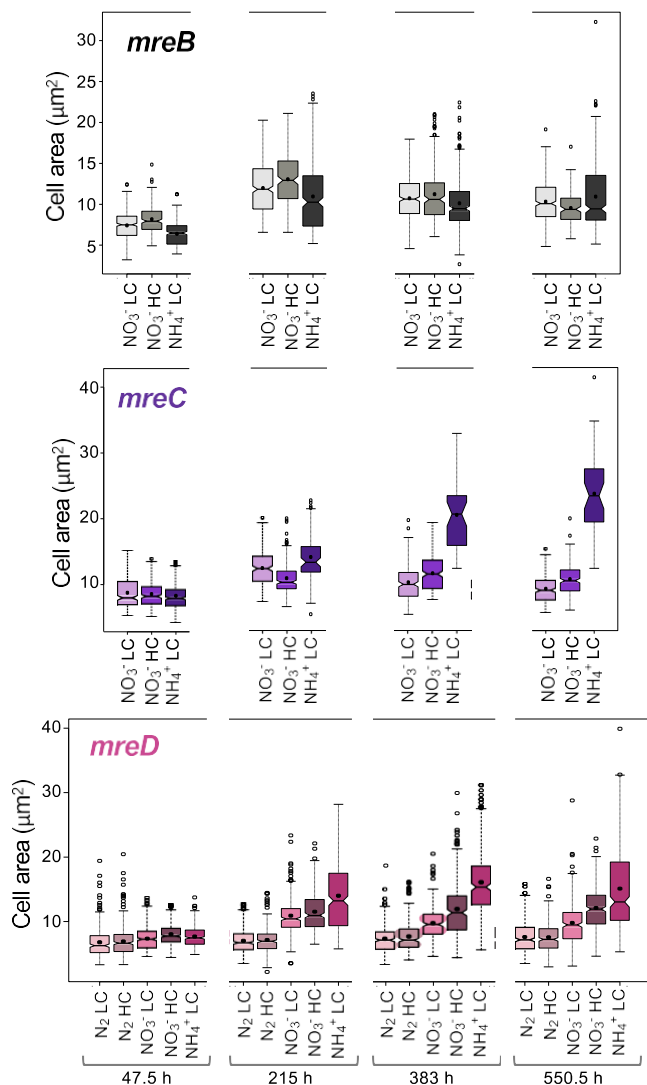 mreB
Cell area (μm²)
30
25
20
15
10
5
NO₃⁻ LC
NO₃⁻ HC
NH₄⁺ LC
NO₃⁻ LC
NO₃⁻ HC
NH₄⁺ LC
NO₃⁻ LC
NO₃⁻ HC
NH₄⁺ LC
NO₃⁻ LC
NO₃⁻ HC
NH₄⁺ LC
mreC
Cell area (μm²)
40
30
20
10
NO₃⁻ LC
NO₃⁻ HC
NH₄⁺ LC
NO₃⁻ LC
NO₃⁻ HC
NH₄⁺ LC
NO₃⁻ LC
NO₃⁻ HC
NH₄⁺ LC
NO₃⁻ LC
NO₃⁻ HC
NH₄⁺ LC
mreD
Cell area (μm²)
40
30
20
10
N₂ LC
N₂ HC
NO₃⁻ LC
NO₃⁻ HC
NH₄⁺ LC
N₂ LC
N₂ HC
NO₃⁻ LC
NO₃⁻ HC
NH₄⁺ LC
N₂ LC
N₂ HC
NO₃⁻ LC
NO₃⁻ HC
NH₄⁺ LC
N₂ LC
N₂ HC
NO₃⁻ LC
NO₃⁻ HC
NH₄⁺ LC
47.5 h
215 h
383 h
550.5 h